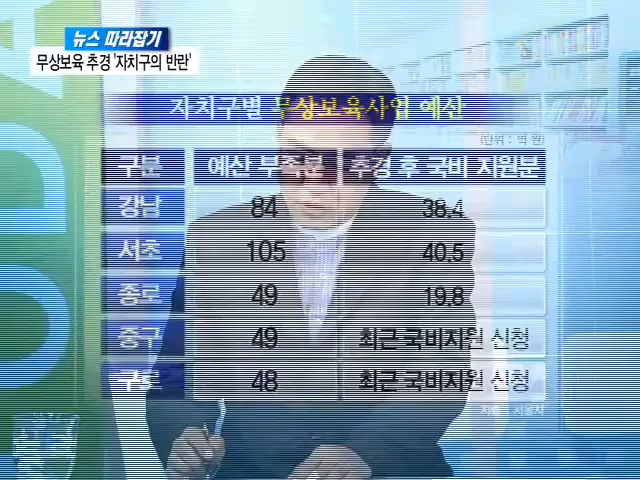 뉴스 따라잡기
무상보육 추경 '자치구의 반란'
자치구별 무상보육사업 예산
(단위 : 억 원)
구분 예산 부족분 추경 후 국비 지원분
강남 84 38.4
서초 105 40.5
종로 49 19.8
중구 49 최근 국비지원 신청
구로 48 최근 국비지원 신청
자료 : 서울시